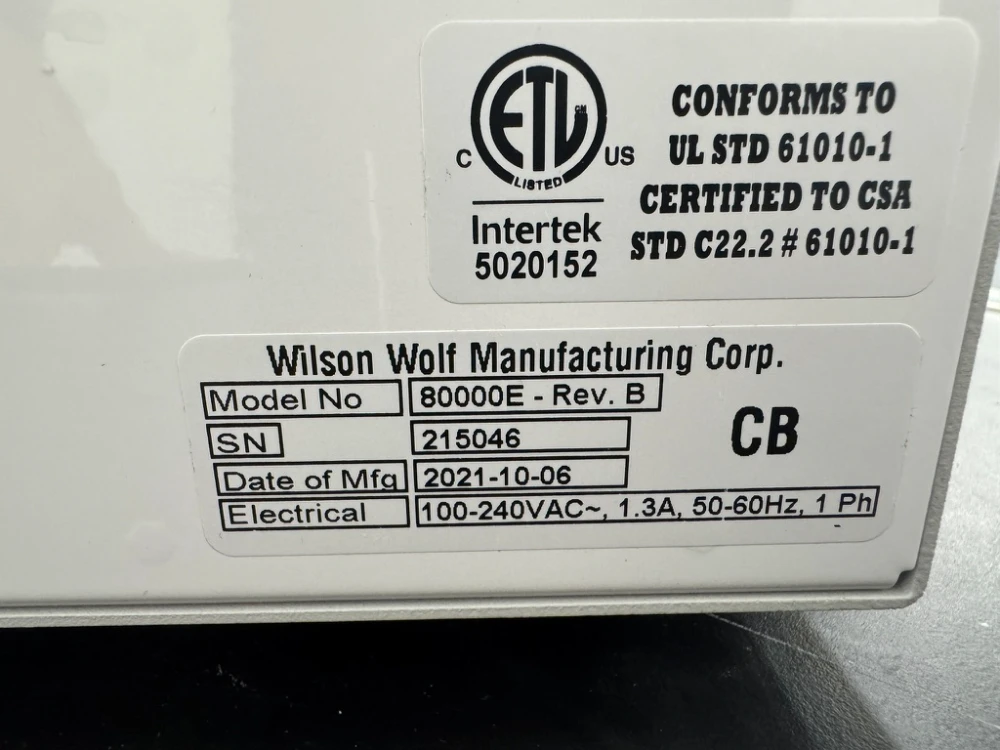 ETL
CM
C
US
LISTED
Intertek
5020152
CONFORMS TO
UL STD 61010-1
CERTIFIED TO CSA
STD C22.2 # 61010-1
Wilson Wolf Manufacturing Corp.
Model No 80000E - Rev. B
SN 215046
CB
Date of Mfg 2021-10-06
Electrical 100-240VAC~, 1.3A, 50-60Hz, 1 Ph